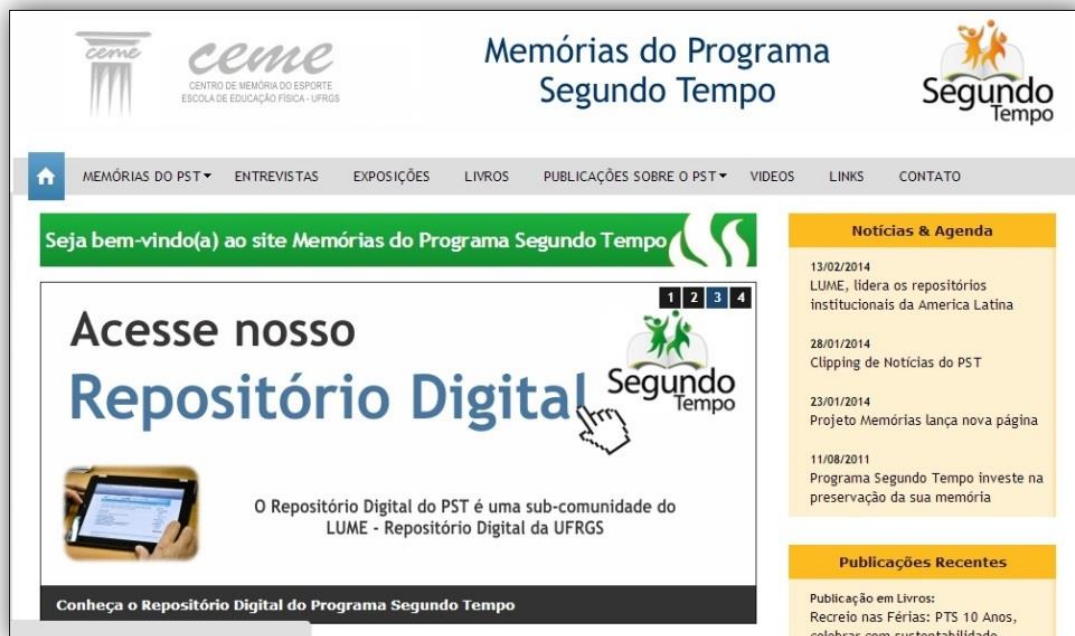 ceme
ceme
CENTRO DE MEMÓRIA DO ESPORTE
ESCOLA DE EDUCAÇÃO FÍSICA - UFRGS
Memórias do Programa
Segundo Tempo
Segundo
Tempo
MEMÓRIAS DO PST
ENTREVISTAS
EXPOSIÇÕES
LIVROS
PUBLICAÇÕES SOBRE O PST
VIDEOS
LINKS
CONTATO
Seja bem-vindo(a) ao site Memórias do Programa Segundo Tempo
1 2 3 4
Acesse nosso
Repositório Digital
Segundo
Tempo
O Repositório Digital do PST é uma sub-comunidade do
LUME - Repositório Digital da UFRGS
Conheça o Repositório Digital do Programa Segundo Tempo
Notícias & Agenda
13/02/2014
LUME, lidera os repositórios
institucionais da America Latina
28/01/2014
Clipping de Notícias do PST
23/01/2014
Projeto Memórias lança nova página
11/08/2011
Programa Segundo Tempo investe na
preservação da sua memória
Publicações Recentes
Publicação em Livros:
Recreio nas Férias: PTS 10 Anos,
celebrar com sustentabilidade